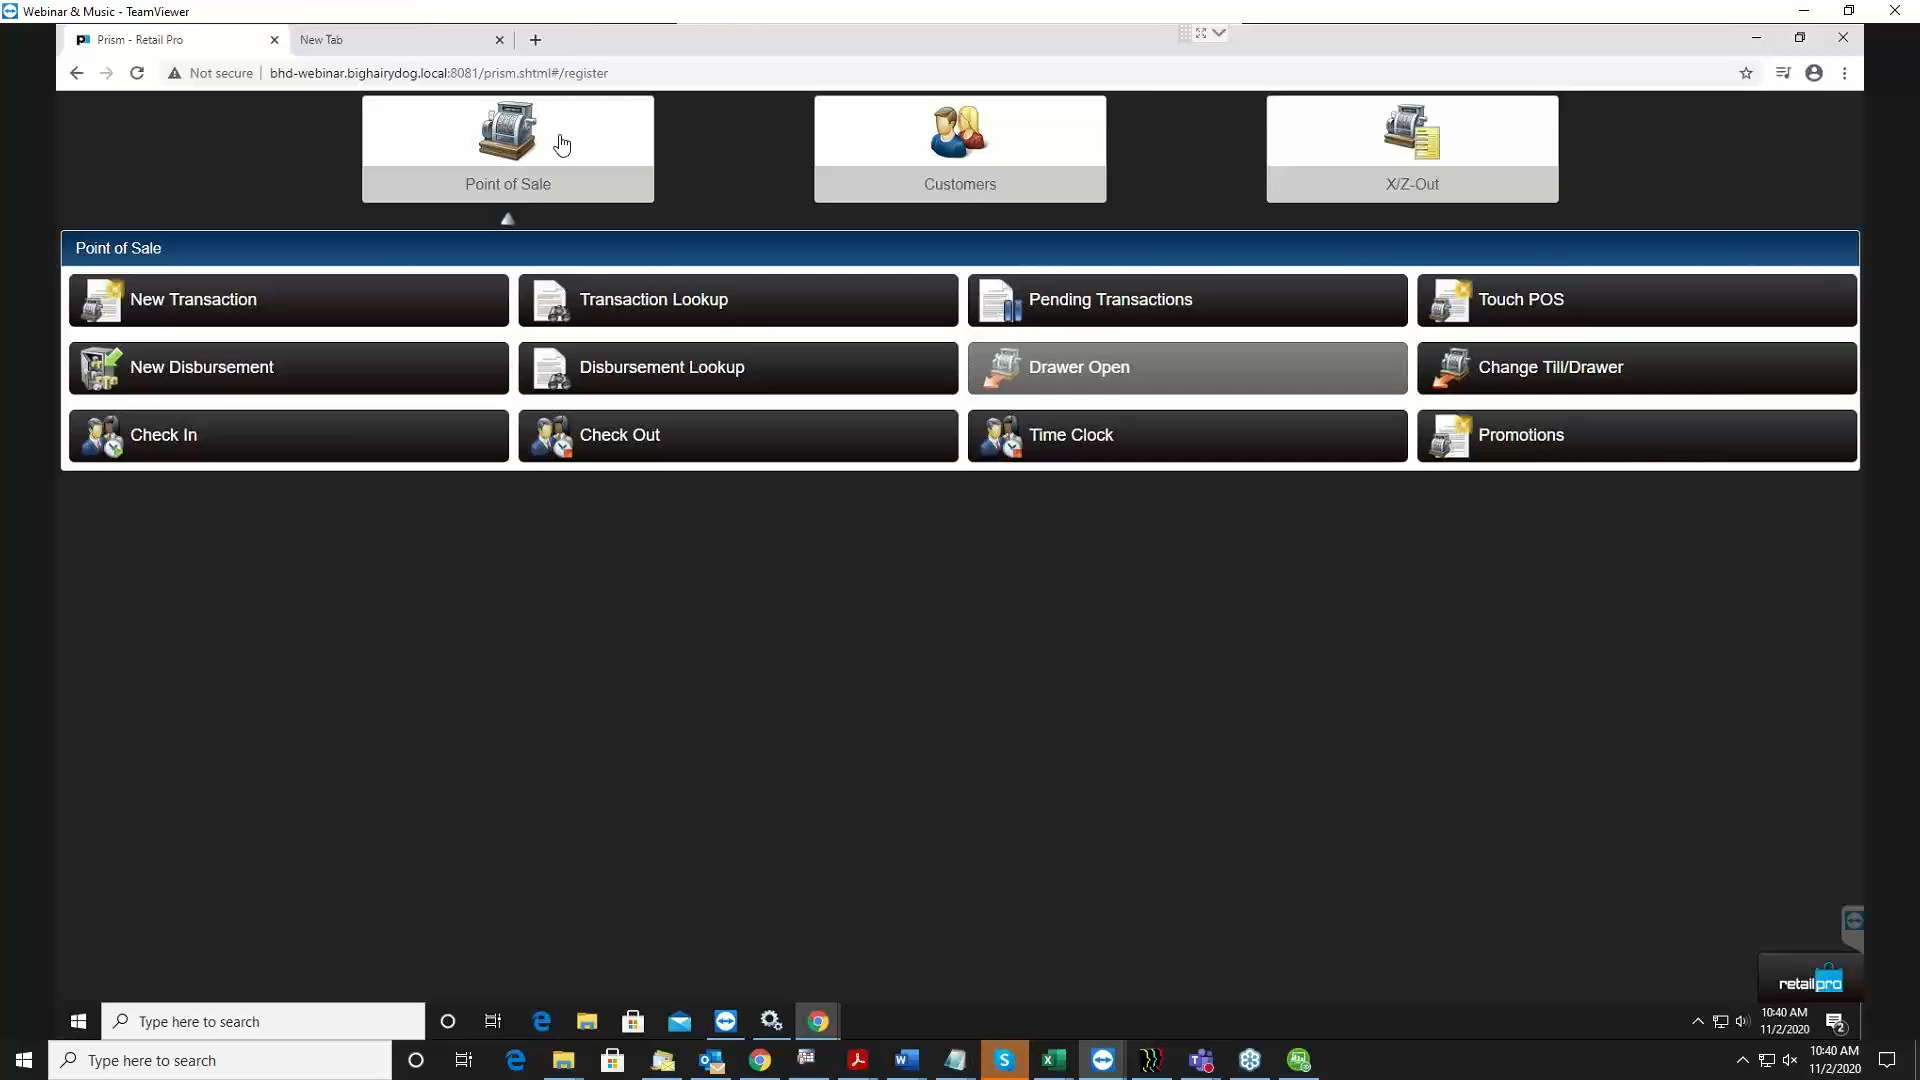 Webinar & Music - TeamViewer
Prism - Retail Pro
New Tab
Not secure
bhd-webinar.bighairydog.local:8081/prism.shtml#/register
Point of Sale
Customers
X/Z-Out
Point of Sale
New Transaction
Transaction Lookup
Pending Transactions
Touch POS
New Disbursement
Disbursement Lookup
Drawer Open
Change Till/Drawer
Check In
Check Out
Time Clock
Promotions
retailpro
Type here to search
10:40 AM
11/2/2020
2
Type here to search
10:40 AM
11/2/2020